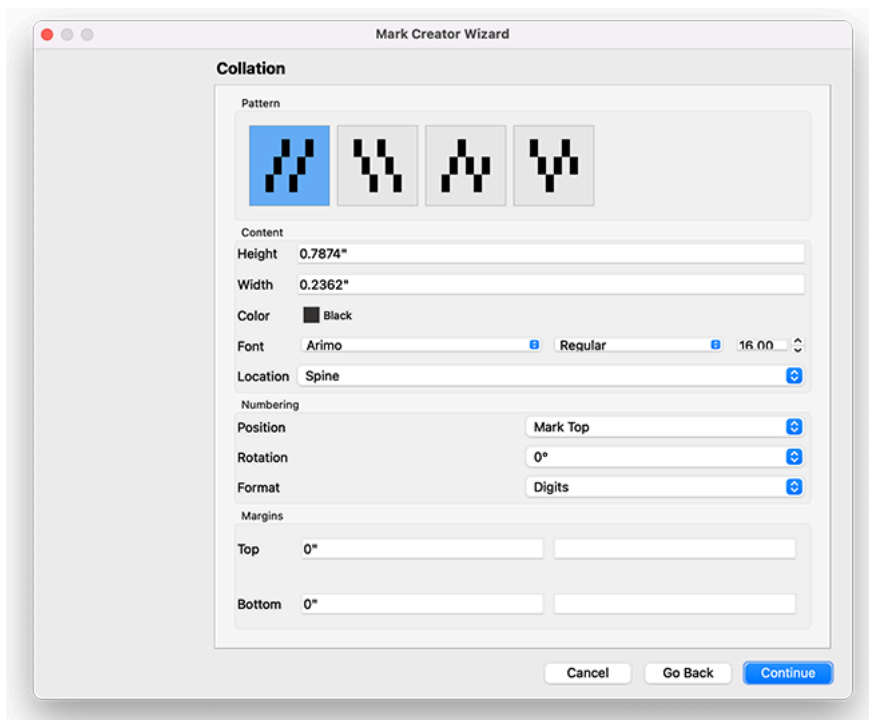 Mark Creator Wizard
Collation
Pattern
Content
Height 0.7874"
Width 0.2362"
Color Black
Font Arimo Regular 16.00
Location Spine
Numbering
Position Mark Top
Rotation 0°
Format Digits
Margins
Top 0"
Bottom 0"
Cancel Go Back Continue